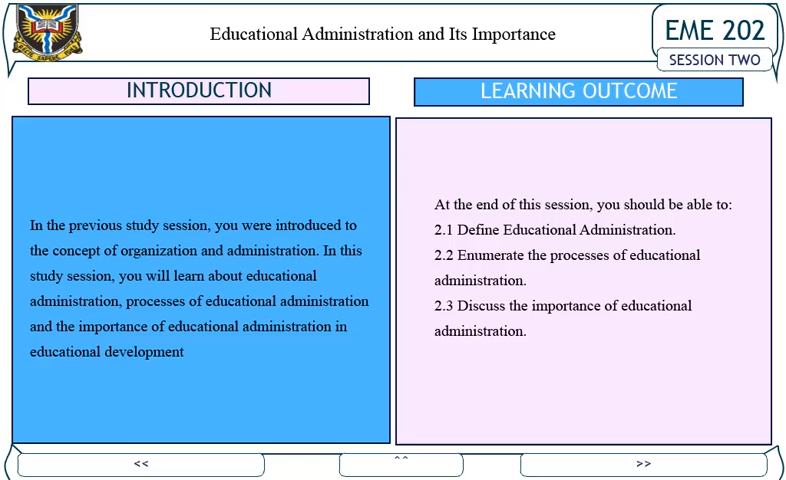 Educational Administration and Its Importance
EME 202
SESSION TWO
INTRODUCTION
In the previous study session, you were introduced to
the concept of organization and administration. In this
study session, you will learn about educational
administration, processes of educational administration
and the importance of educational administration in
educational development
LEARNING OUTCOME
At the end of this session, you should be able to:
2.1 Define Educational Administration.
2.2 Enumerate the processes of educational
administration.
2.3 Discuss the importance of educational
administration.
<<
^^
>>